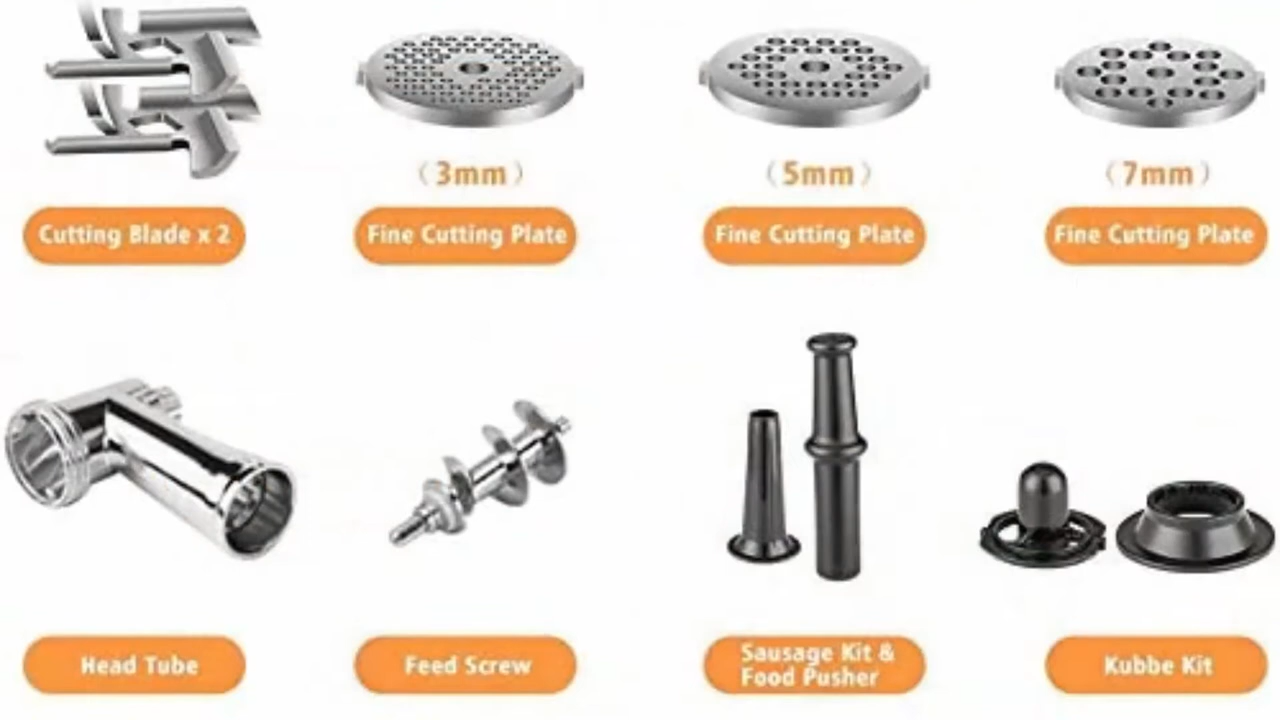 （3mm）
（5mm）
（7mm）
Cutting Blade x 2
Fine Cutting Plate
Fine Cutting Plate
Fine Cutting Plate
Head Tube
Feed Screw
Sausage Kit &
Food Pusher
Kubbe Kit